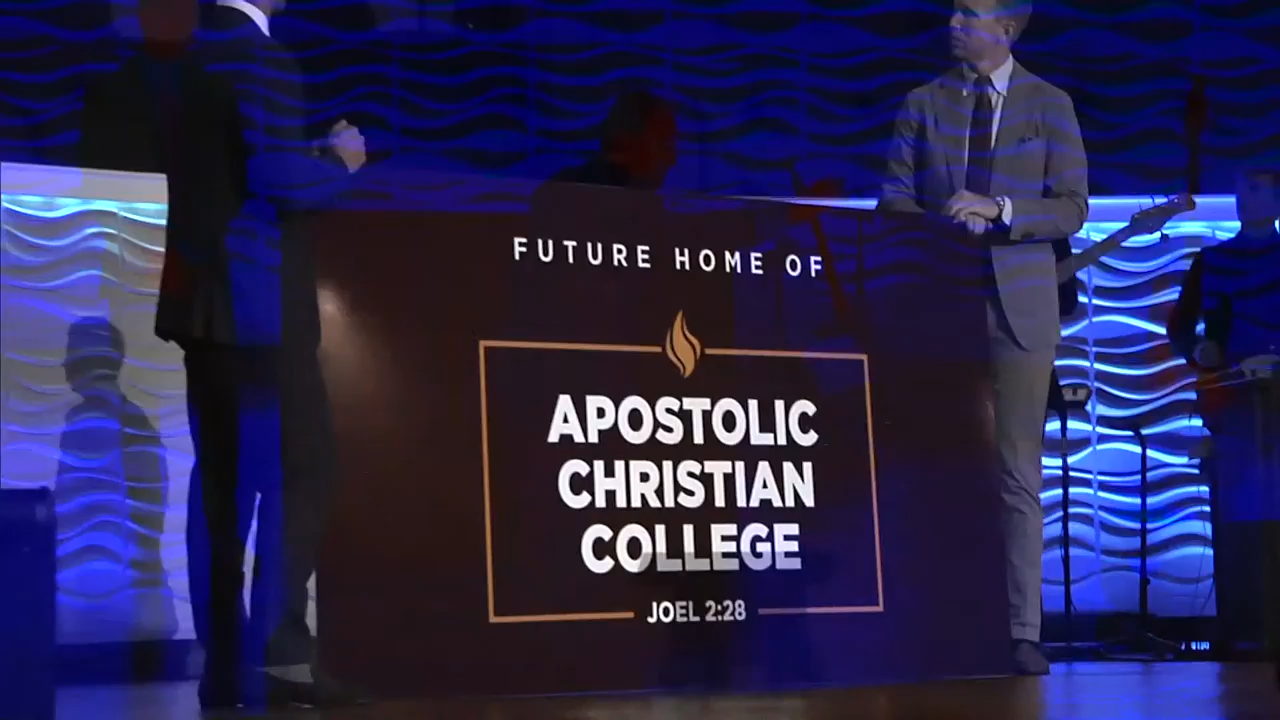 FUTURE HOME OF
APOSTOLIC
CHRISTIAN
COLLEGE
JOEL 2:28